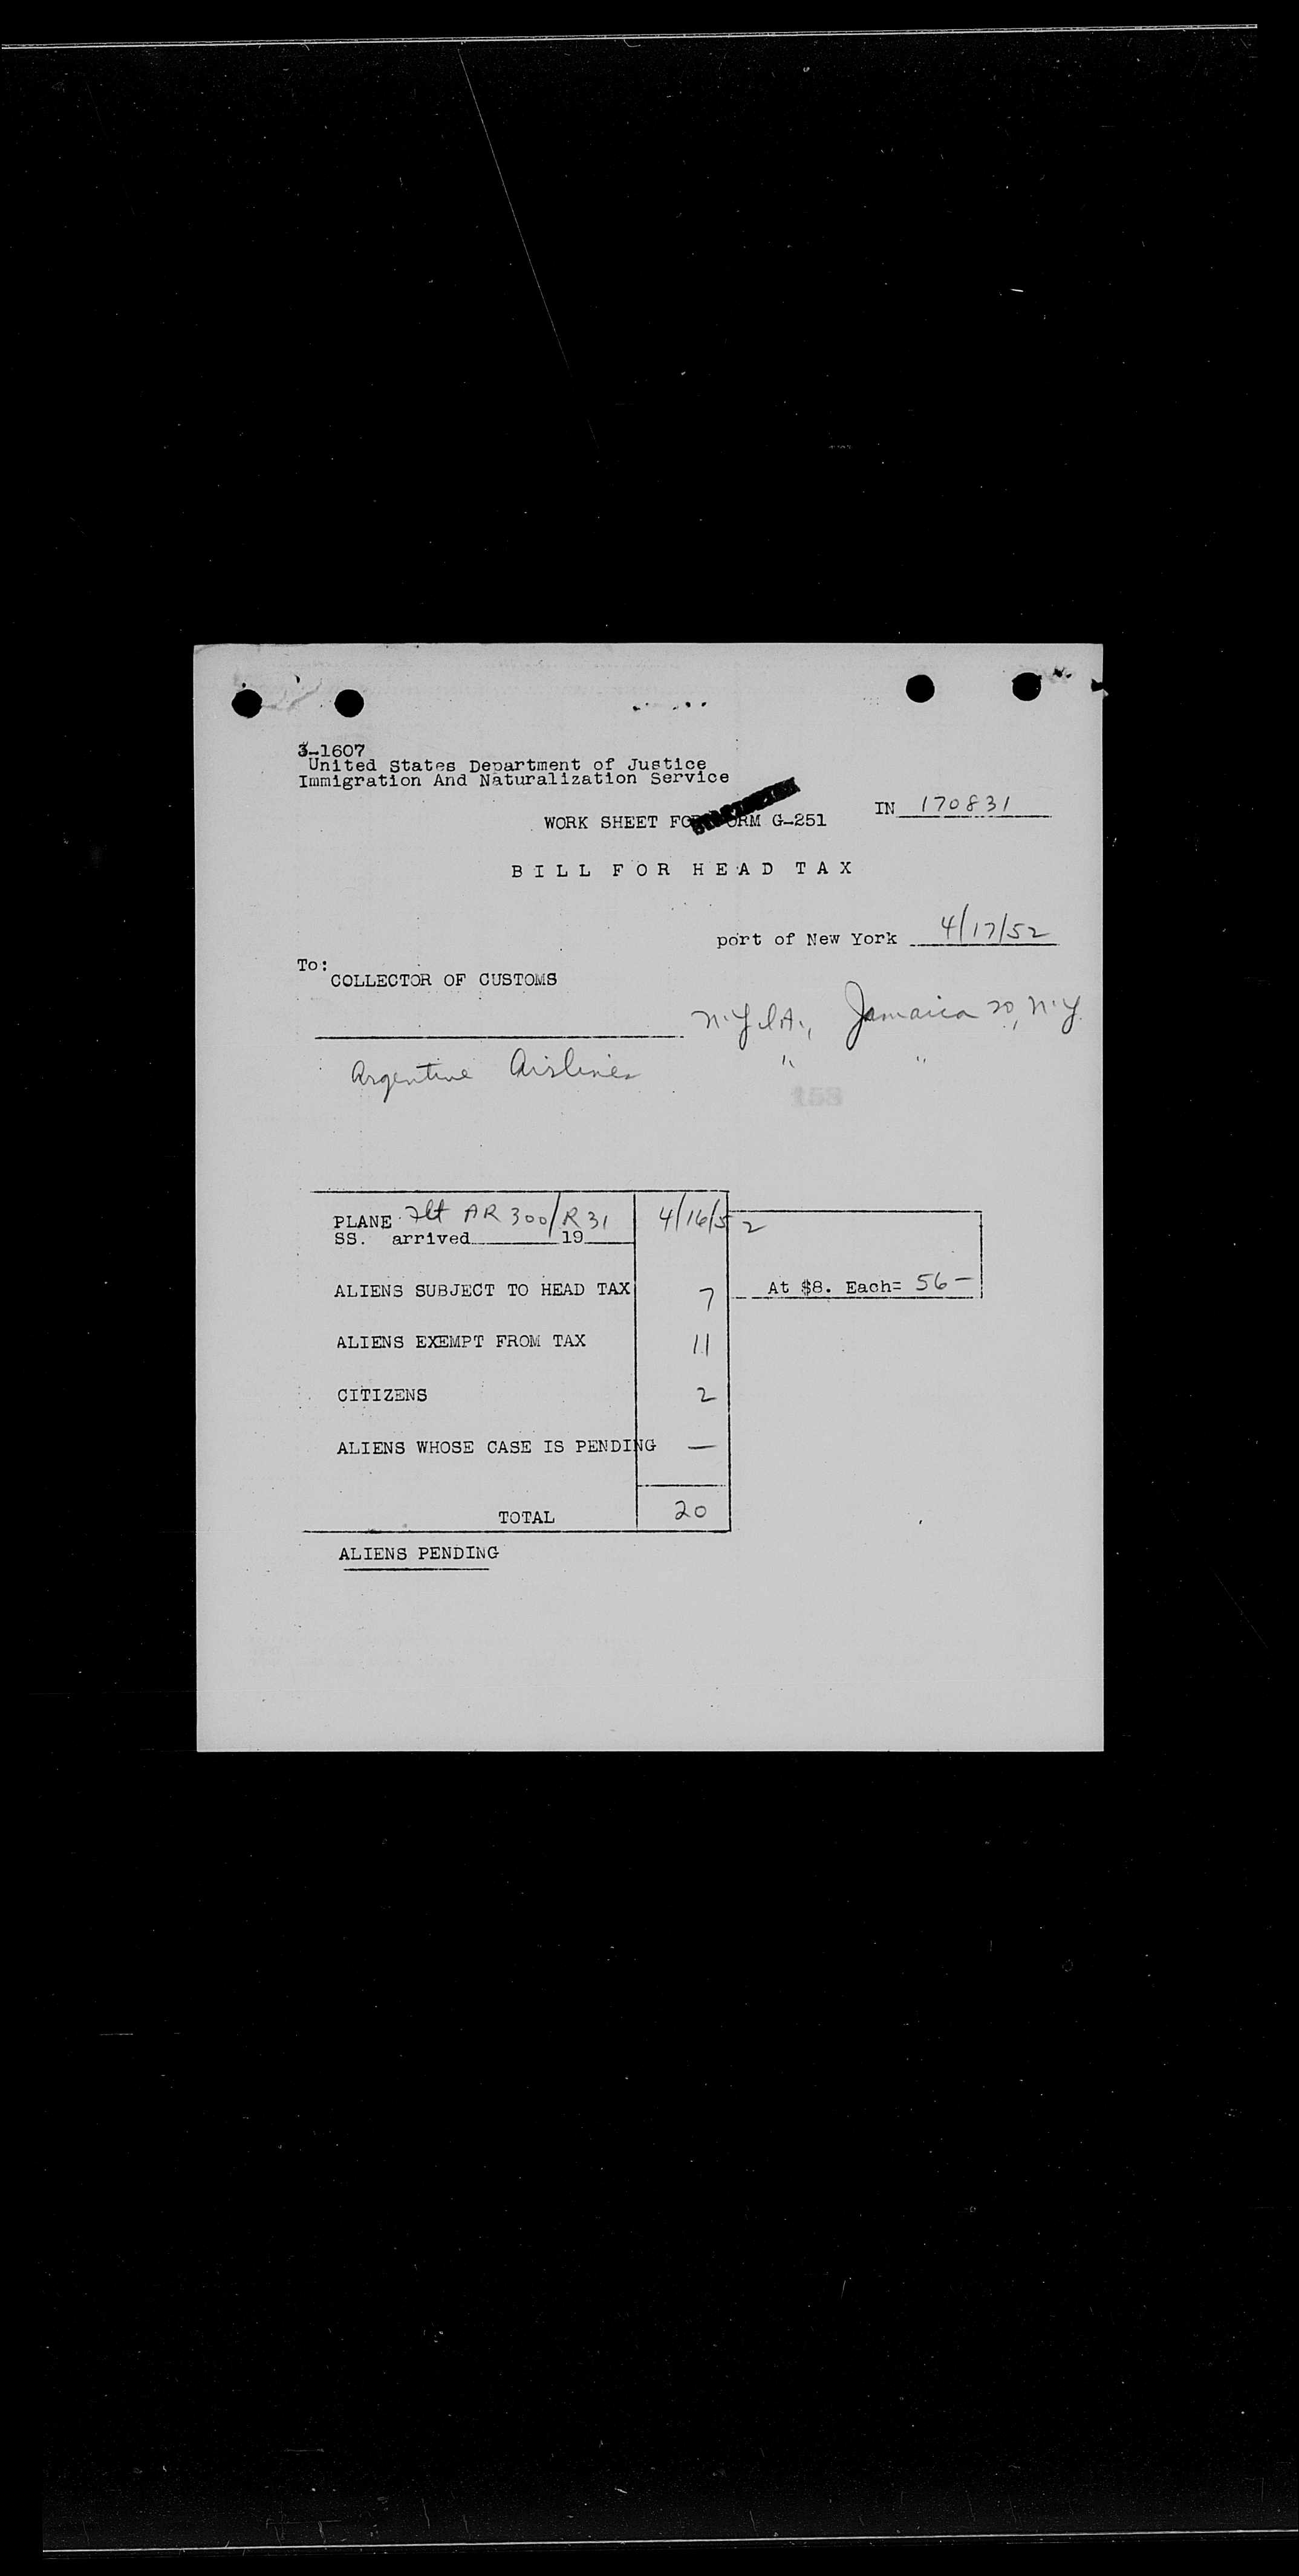 3-1607
United States Department of Justice
Immigration And Naturalization Service
WORK SHEET FOR FORM G-251
IN 170831
BILL FOR HEAD TAX
port of New York 4/17/52
To:
COLLECTOR OF CUSTOMS
N.Y.I.A., Jamaica 20, N.Y.
Argentine Airlines " "
158
PLANE Flt AR 300/R31 4/16/52
SS. arrived 19
ALIENS SUBJECT TO HEAD TAX 7 At $8. Each= 56 —
ALIENS EXEMPT FROM TAX 11
CITIZENS 2
ALIENS WHOSE CASE IS PENDING —
TOTAL 20
ALIENS PENDING